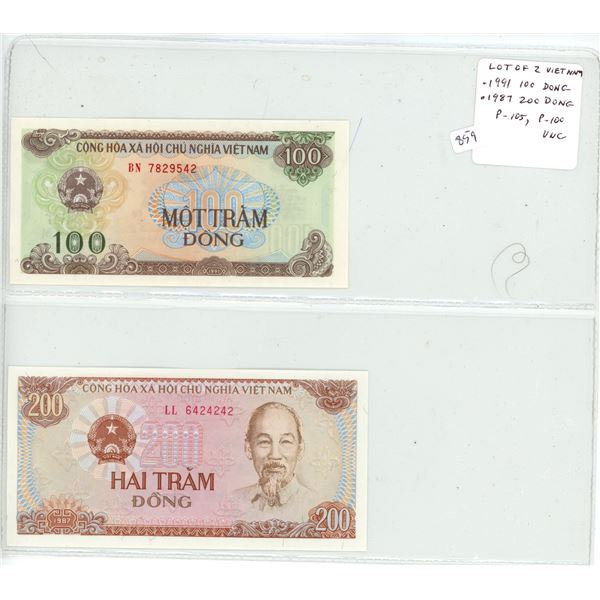 LOT OF 2 VIETNAM
-1991 100 DONG
•1987 200 DONG
P-105, P-100
UNC
859
CỘNG HÒA XÃ HỘI CHỦ NGHĨA VIỆT NAM
100
BN 7829542
100
MỘT TRĂM
ĐỒNG
100
1991
CỘNG HÒA XÃ HỘI CHỦ NGHĨA VIỆT NAM
200
LL 6424242
200
HAI TRĂM
ĐỒNG
1987
200